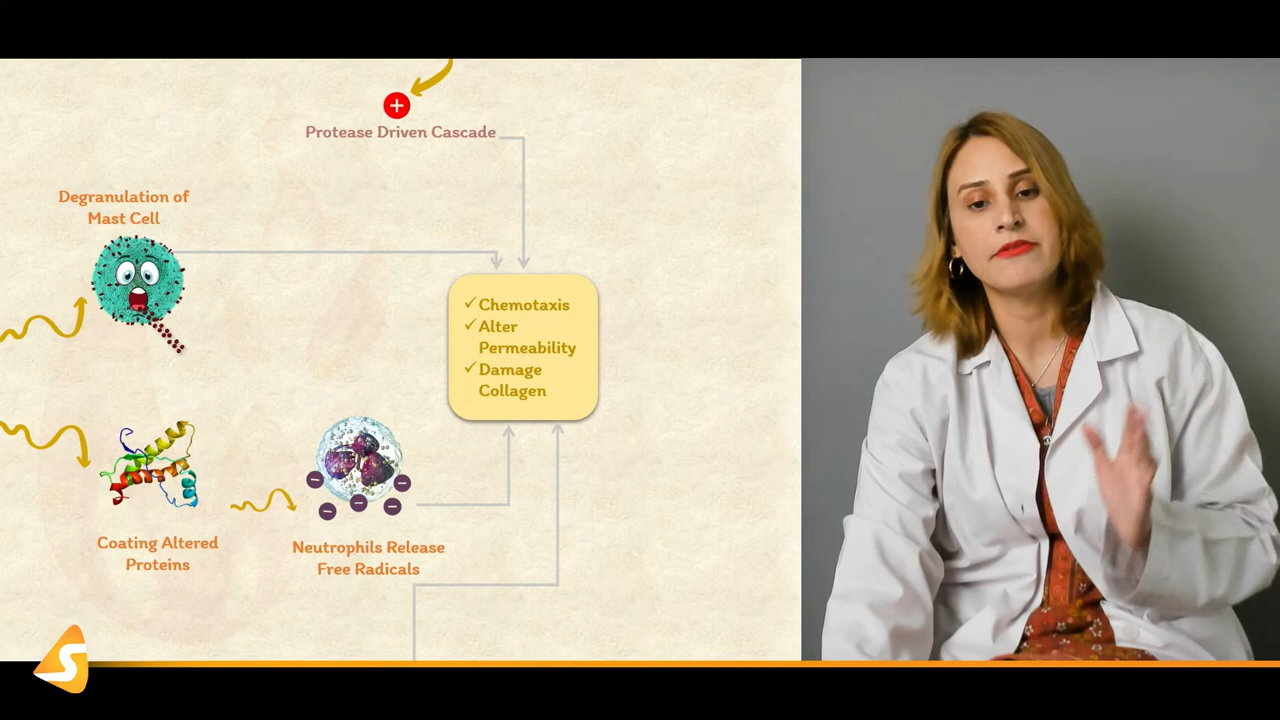 Protease Driven Cascade
Degranulation of
Mast Cell
✓Chemotaxis
✓Alter
Permeability
✓Damage
Collagen
Coating Altered
Proteins
Neutrophils Release
Free Radicals
S